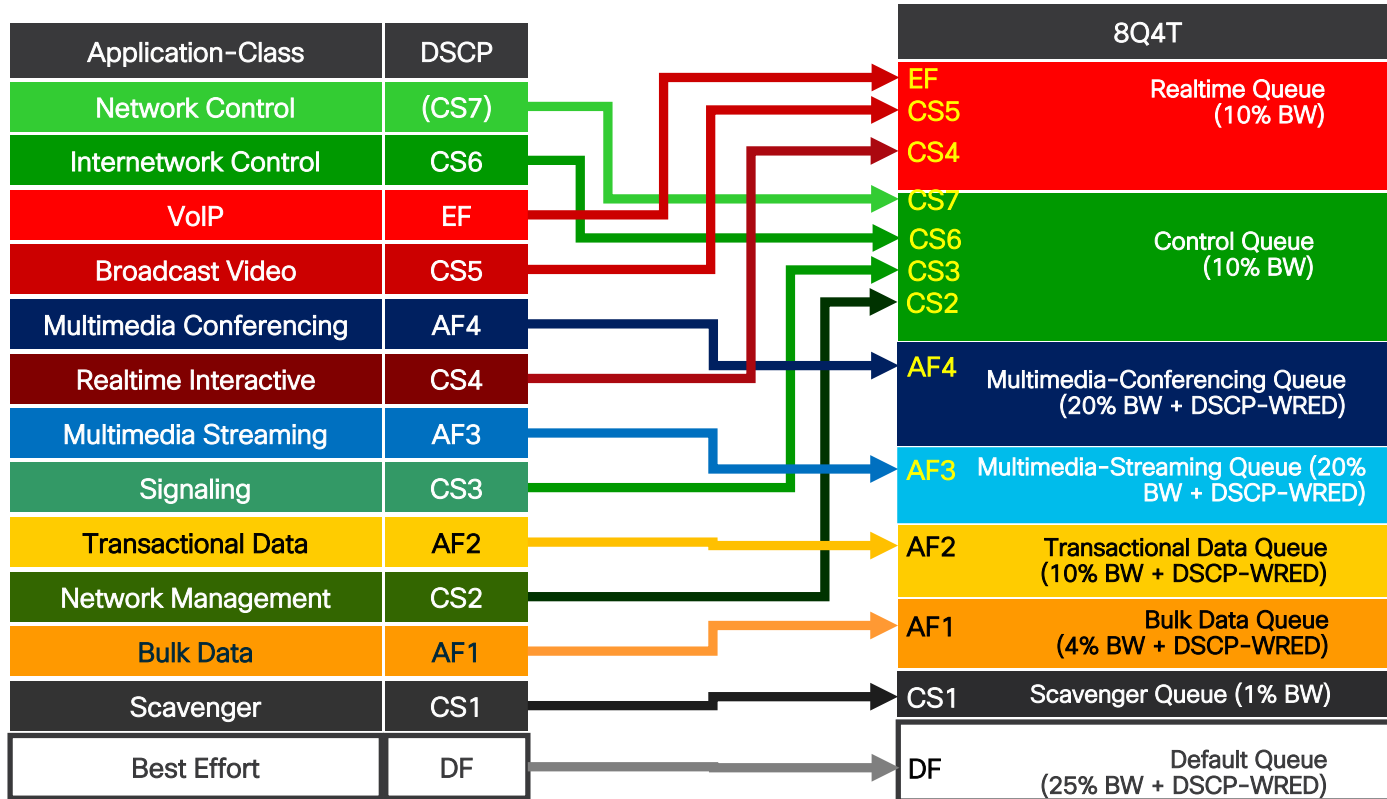 Application-Class DSCP
Network Control (CS7)
Internetwork Control CS6
VoIP EF
Broadcast Video CS5
Multimedia Conferencing AF4
Realtime Interactive CS4
Multimedia Streaming AF3
Signaling CS3
Transactional Data AF2
Network Management CS2
Bulk Data AF1
Scavenger CS1
Best Effort DF
8Q4T
EF
CS5
CS4
Realtime Queue
(10% BW)
CS7
CS6
CS3
CS2
Control Queue
(10% BW)
AF4
Multimedia-Conferencing Queue
(20% BW + DSCP-WRED)
AF3 Multimedia-Streaming Queue (20%
BW + DSCP-WRED)
AF2 Transactional Data Queue
(10% BW + DSCP-WRED)
AF1 Bulk Data Queue
(4% BW + DSCP-WRED)
CS1 Scavenger Queue (1% BW)
DF Default Queue
(25% BW + DSCP-WRED)